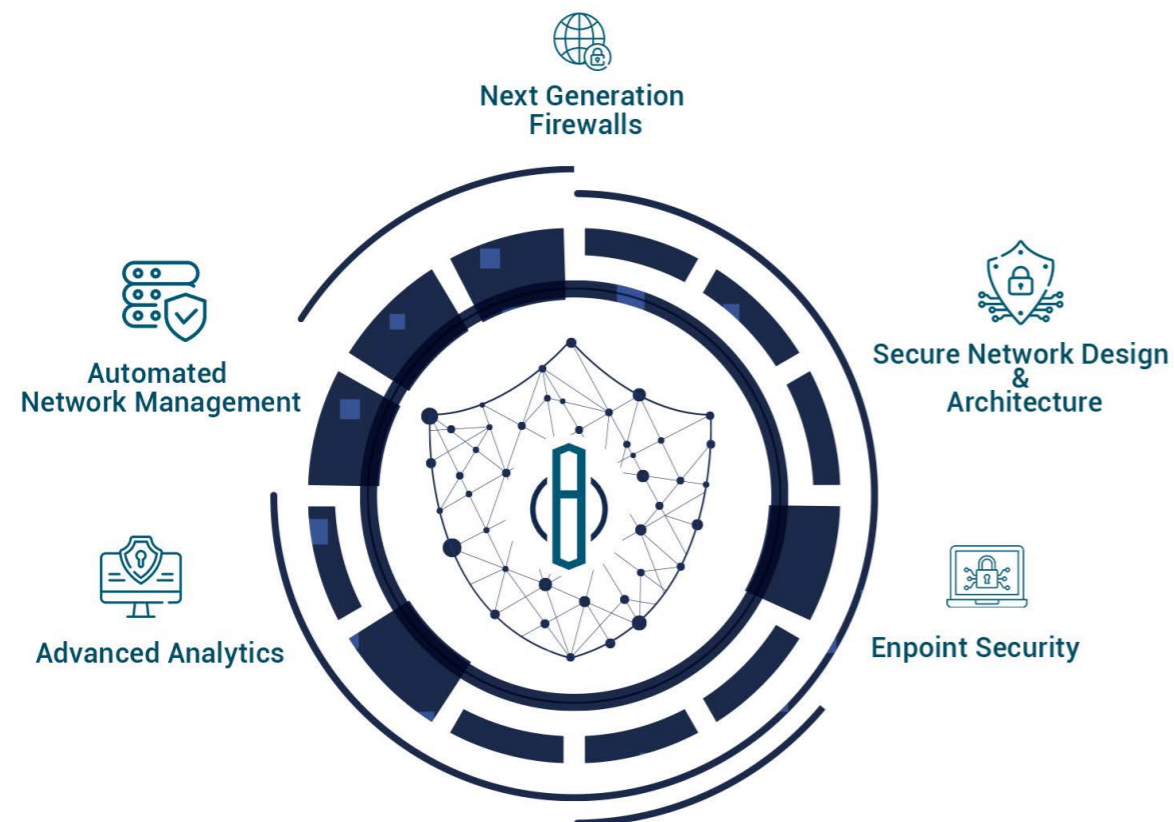 Next Generation
Firewalls
Automated
Network Management
Secure Network Design
&
Architecture
Advanced Analytics
Enpoint Security